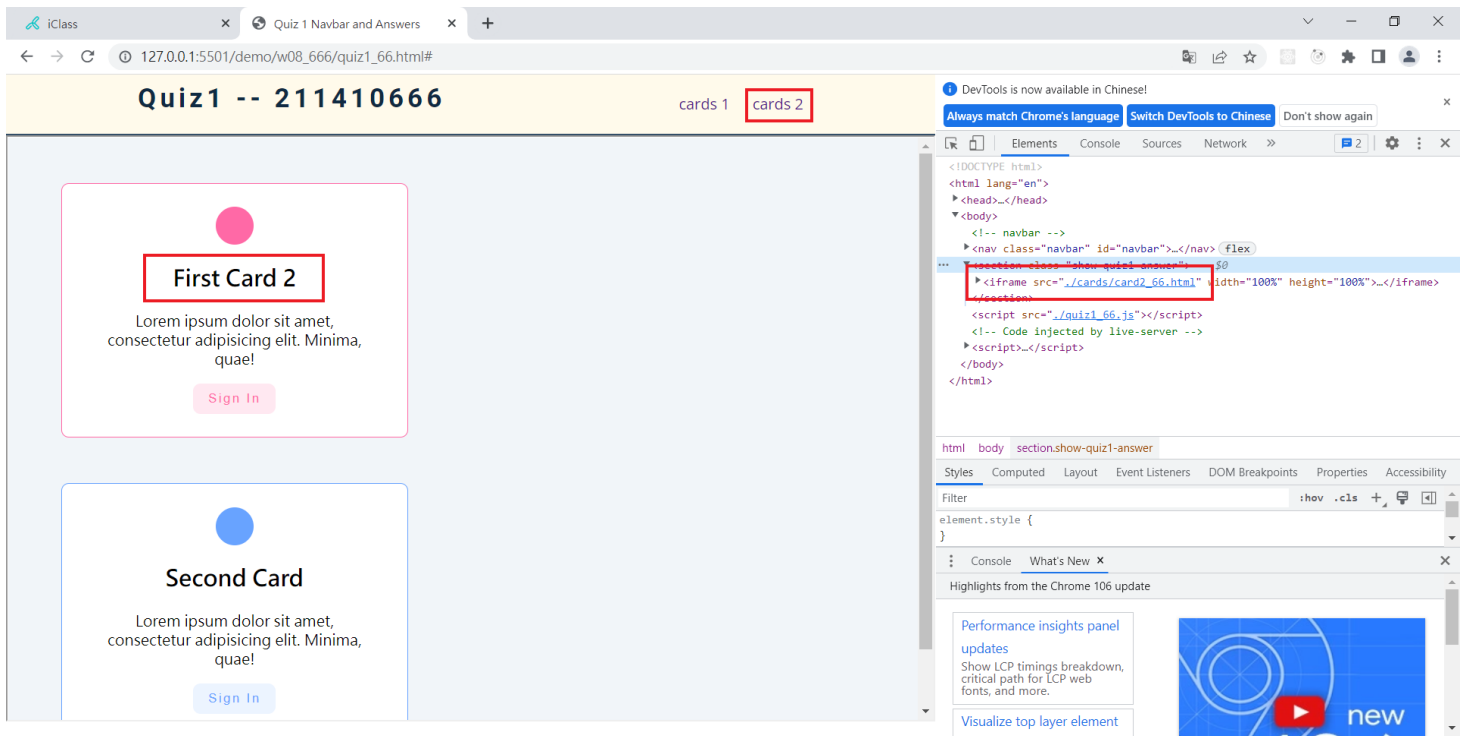 iClass
Quiz 1 Navbar and Answers
127.0.0.1:5501/demo/w08_666/quiz1_66.html#
Quiz1 -- 211410666
cards 1 cards 2
First Card 2
Lorem ipsum dolor sit amet,
consectetur adipisicing elit. Minima,
quae!
Sign In
Second Card
Lorem ipsum dolor sit amet,
consectetur adipisicing elit. Minima,
quae!
Sign In
DevTools is now available in Chinese!
Always match Chrome's language Switch DevTools to Chinese Don't show again
Elements Console Sources Network » 2
<!DOCTYPE html>
<html lang="en">
<head>…</head>
<body>
<!-- navbar -->
<nav class="navbar" id="navbar">…</nav> flex
<section class="show-quiz1-answer"> $0
<iframe src="./cards/card2_66.html" width="100%" height="100%">…</iframe>
</section>
<script src="./quiz1_66.js"></script>
<!-- Code injected by live-server -->
<script>…</script>
</body>
</html>
html body section.show-quiz1-answer
Styles Computed Layout Event Listeners DOM Breakpoints Properties Accessibility
Filter :hov .cls
element.style {
}
Console What's New
Highlights from the Chrome 106 update
Performance insights panel
updates
Show LCP timings breakdown,
critical path for LCP web
fonts, and more.
Visualize top layer element
new